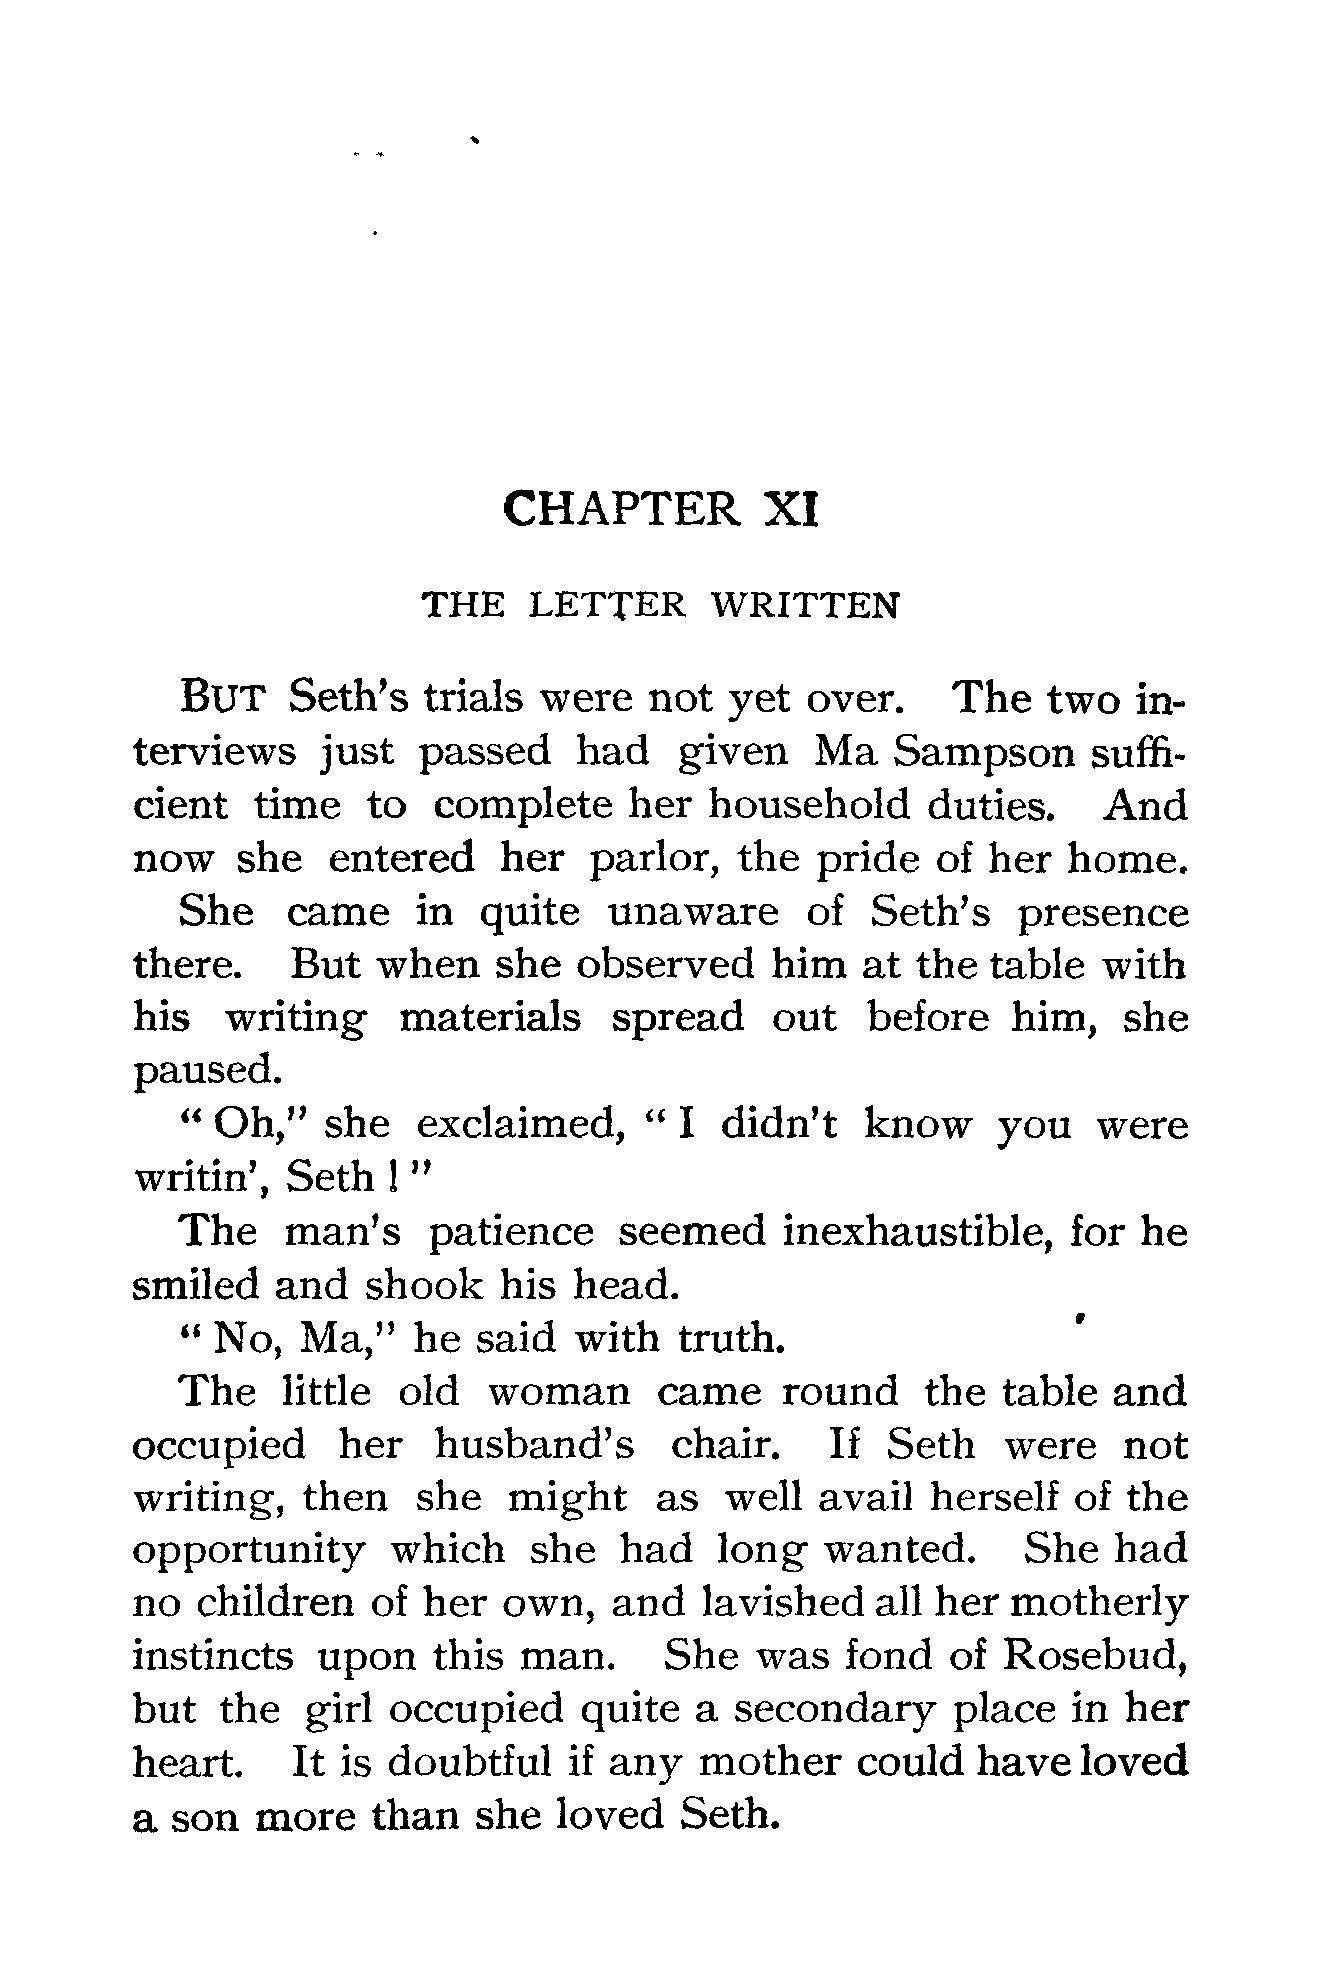 CHAPTER XI
THE LETTER WRITTEN
BUT Seth's trials were not yet over. The two in-
terviews just passed had given Ma Sampson suffi-
cient time to complete her household duties. And
now she entered her parlor, the pride of her home.
She came in quite unaware of Seth's presence
there. But when she observed him at the table with
his writing materials spread out before him, she
paused.
"Oh," she exclaimed, "I didn't know you were
writin', Seth!"
The man's patience seemed inexhaustible, for he
smiled and shook his head.
"No, Ma," he said with truth.
The little old woman came round the table and
occupied her husband's chair. If Seth were not
writing, then she might as well avail herself of the
opportunity which she had long wanted. She had
no children of her own, and lavished all her motherly
instincts upon this man. She was fond of Rosebud,
but the girl occupied quite a secondary place in her
heart. It is doubtful if any mother could have loved
a son more than she loved Seth.